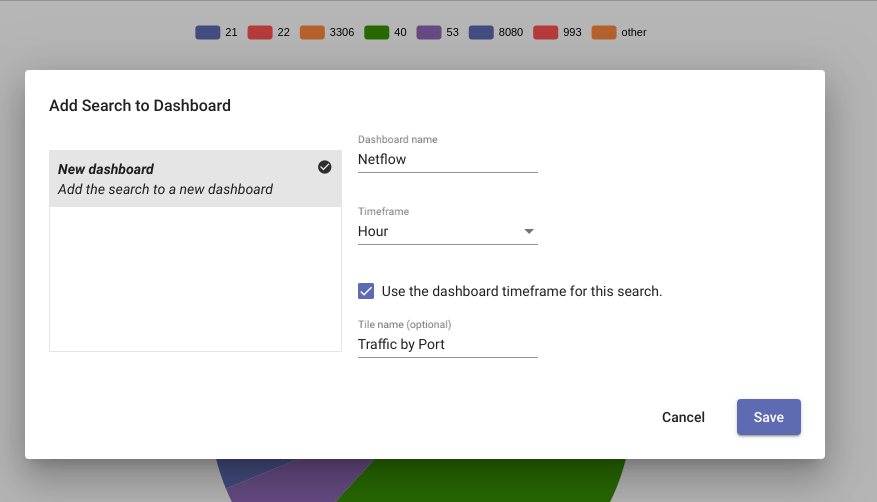 21 22 3306 40 53 8080 993 other
Add Search to Dashboard
New dashboard
Add the search to a new dashboard
Dashboard name
Netflow
Timeframe
Hour
Use the dashboard timeframe for this search.
Tile name (optional)
Traffic by Port
Cancel Save